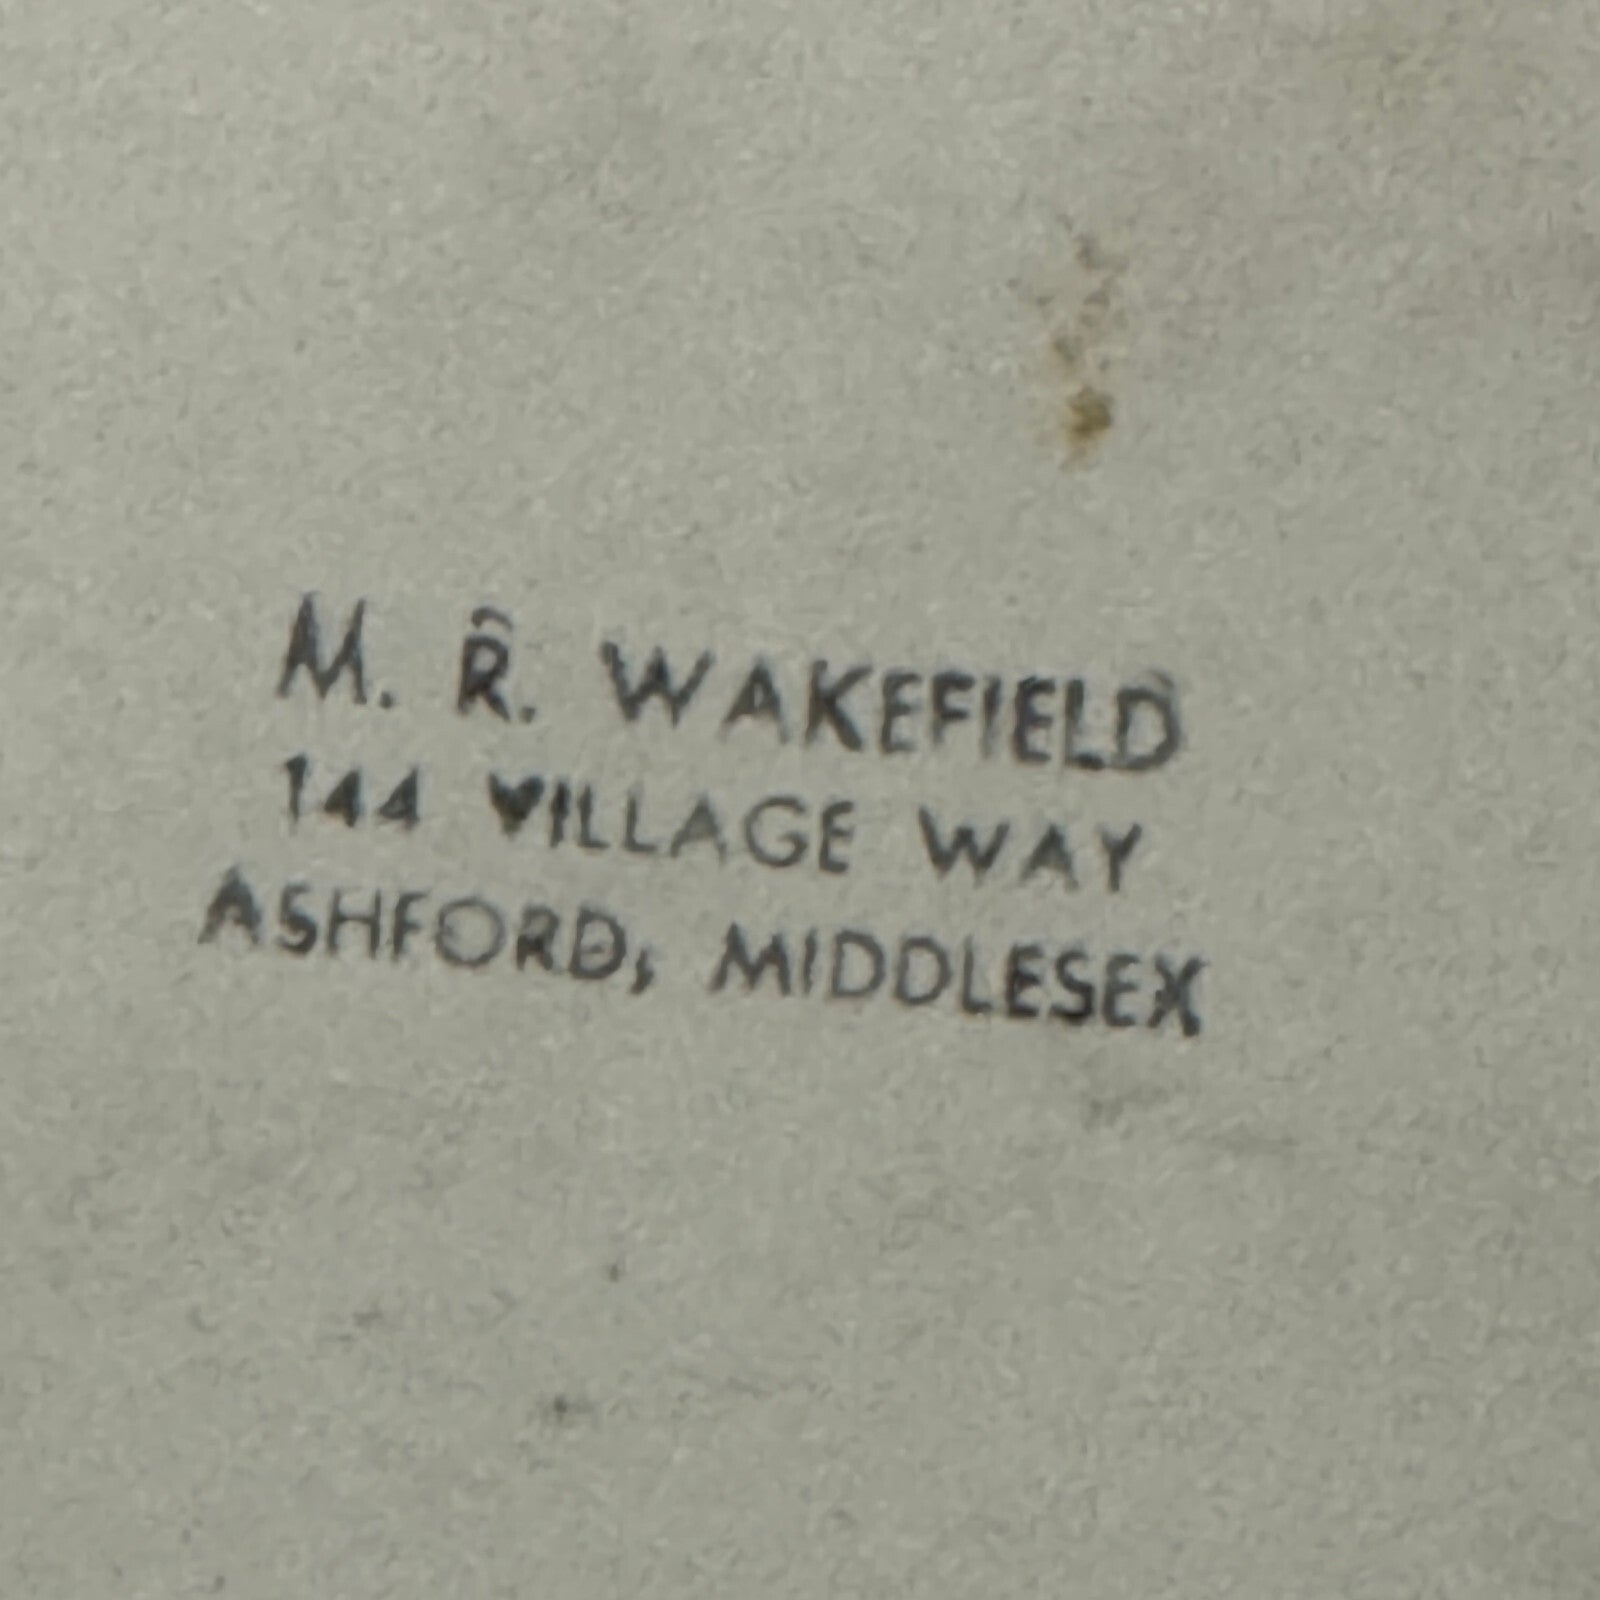 M. R. WAKEFIELD
144 VILLAGE WAY
ASHFORD, MIDDLESEX